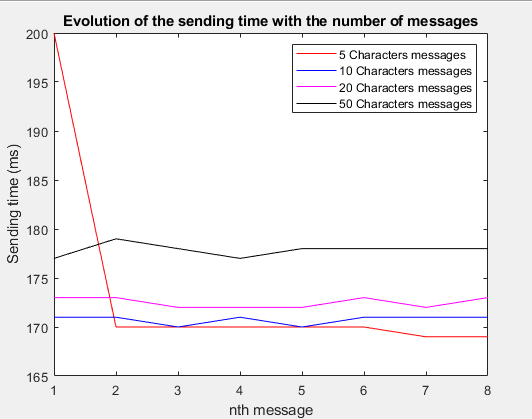 Evolution of the sending time with the number of messages
5 Characters messages
10 Characters messages
20 Characters messages
50 Characters messages
Sending time (ms)
200
195
190
185
180
175
170
165
1 2 3 4 5 6 7 8
nth message